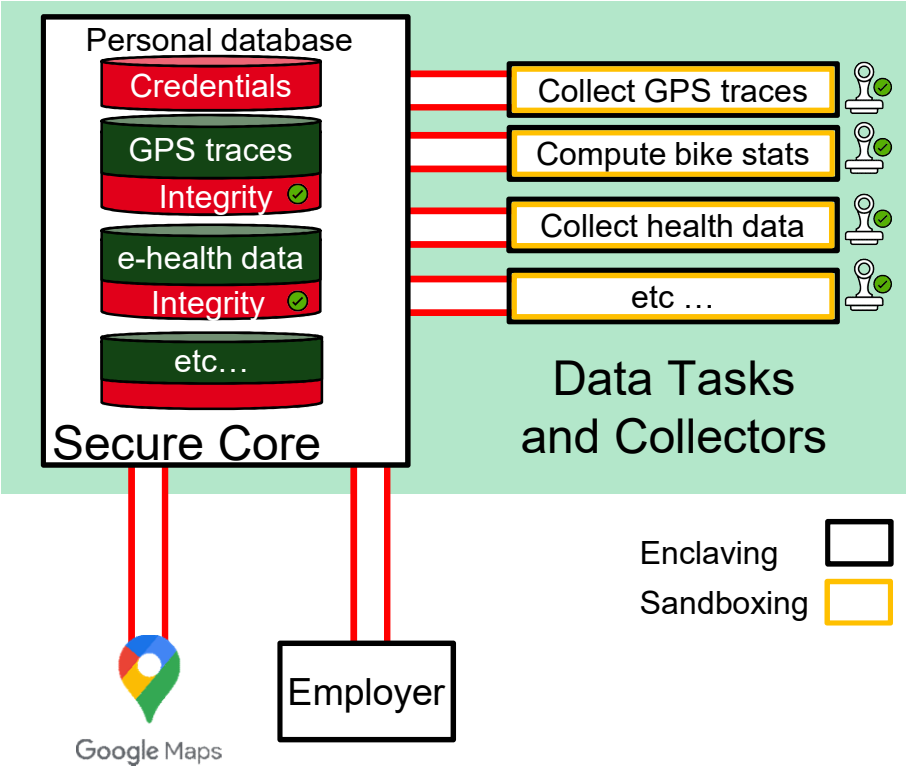 Personal database
Credentials
GPS traces
Integrity
e-health data
Integrity
etc…
Secure Core
Collect GPS traces
Compute bike stats
Collect health data
etc …
Data Tasks
and Collectors
Enclaving
Sandboxing
Google Maps
Employer